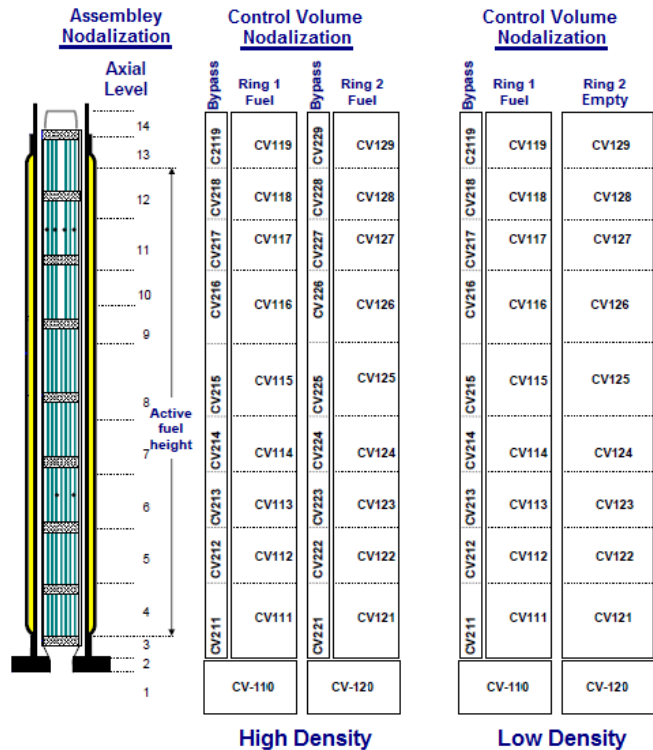 Assembley
Nodalization
Control Volume
Nodalization
Control Volume
Nodalization
Axial
Level
Bypass
Ring 1
Fuel
Bypass
Ring 2
Fuel
Bypass
Ring 1
Fuel
Ring 2
Empty
14
13
12
11
10
9
8
7
6
5
4
3
2
1
Active
fuel
height
C2119
CV119
CV229
CV129
CV218
CV118
CV228
CV128
CV217
CV117
CV227
CV127
CV216
CV116
CV226
CV126
CV215
CV115
CV225
CV125
CV214
CV114
CV224
CV124
CV213
CV113
CV223
CV123
CV212
CV112
CV222
CV122
CV211
CV111
CV221
CV121
CV-110
CV-120
High Density
C2119
CV119
CV129
CV218
CV118
CV128
CV217
CV117
CV127
CV216
CV116
CV126
CV215
CV115
CV125
CV214
CV114
CV124
CV213
CV113
CV123
CV212
CV112
CV122
CV211
CV111
CV121
CV-110
CV-120
Low Density